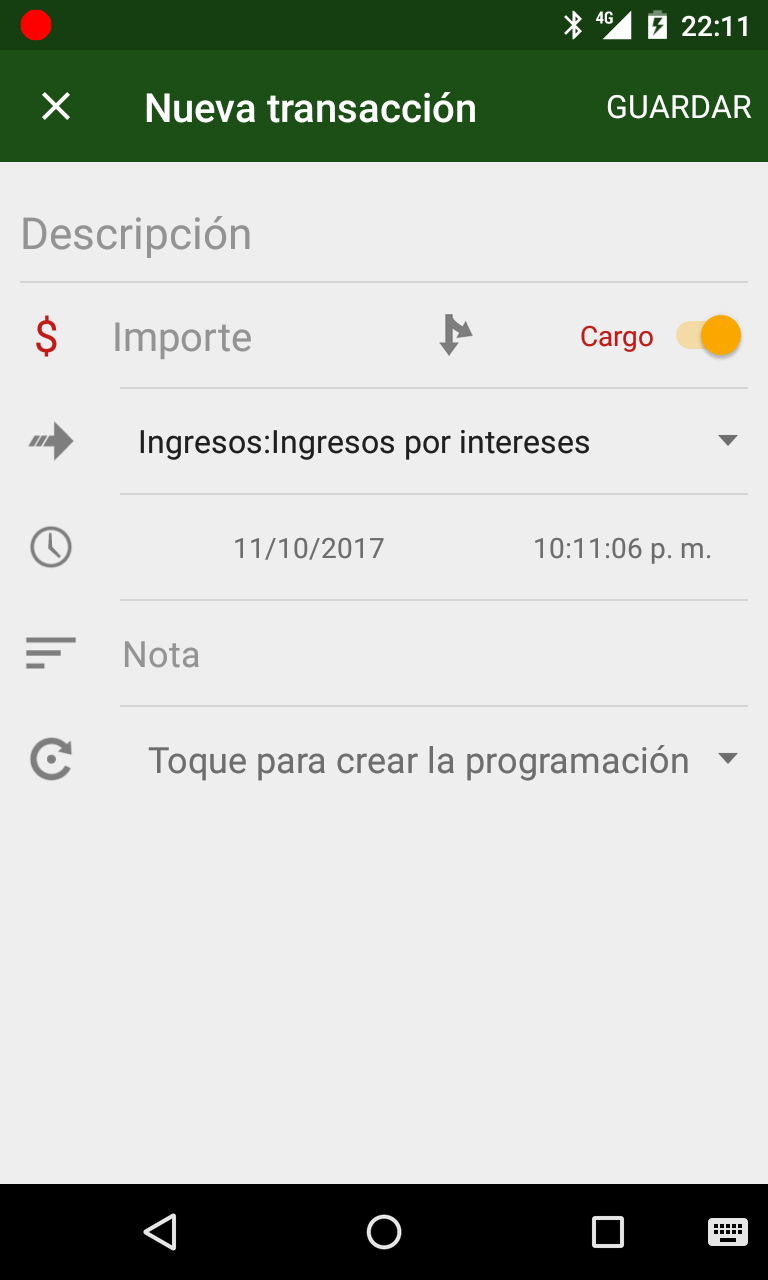 4G 22:11
Nueva transacción GUARDAR
Descripción
$ Importe Cargo
Ingresos:Ingresos por intereses
11/10/2017 10:11:06 p. m.
Nota
Toque para crear la programación